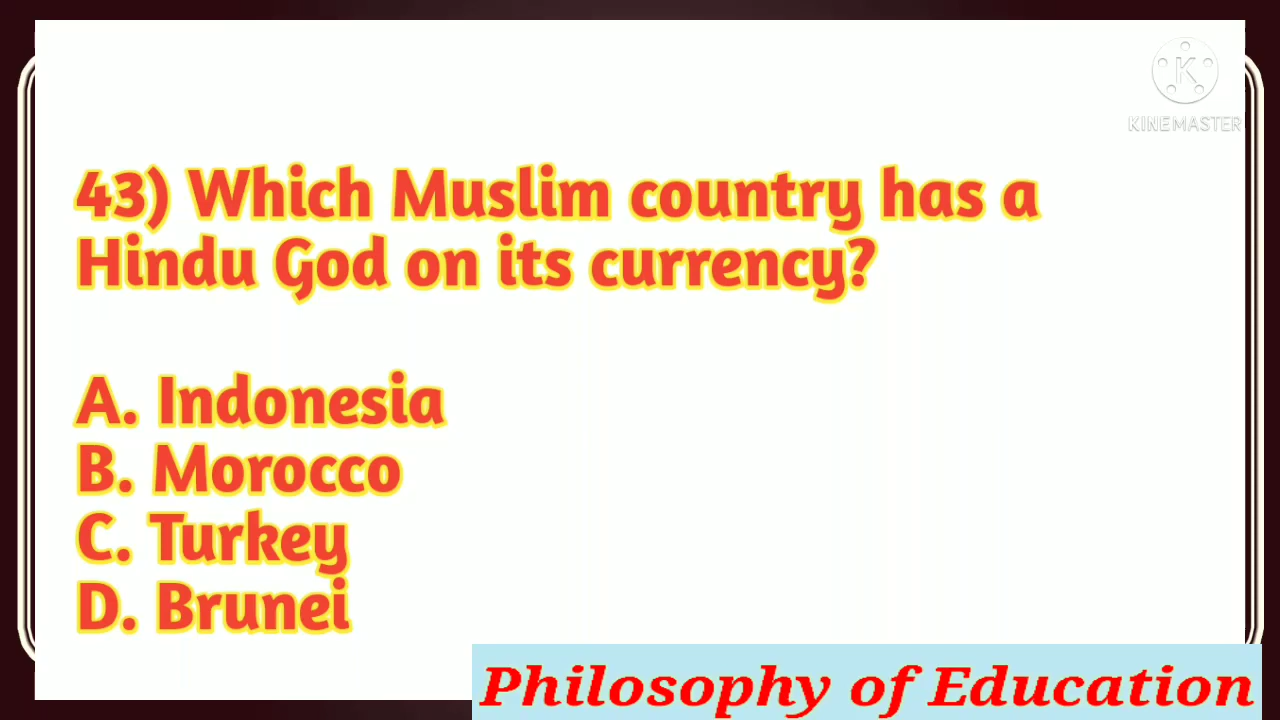 KINEMASTER
43) Which Muslim country has a
Hindu God on its currency?
A. Indonesia
B. Morocco
C. Turkey
D. Brunei
Philosophy of Education